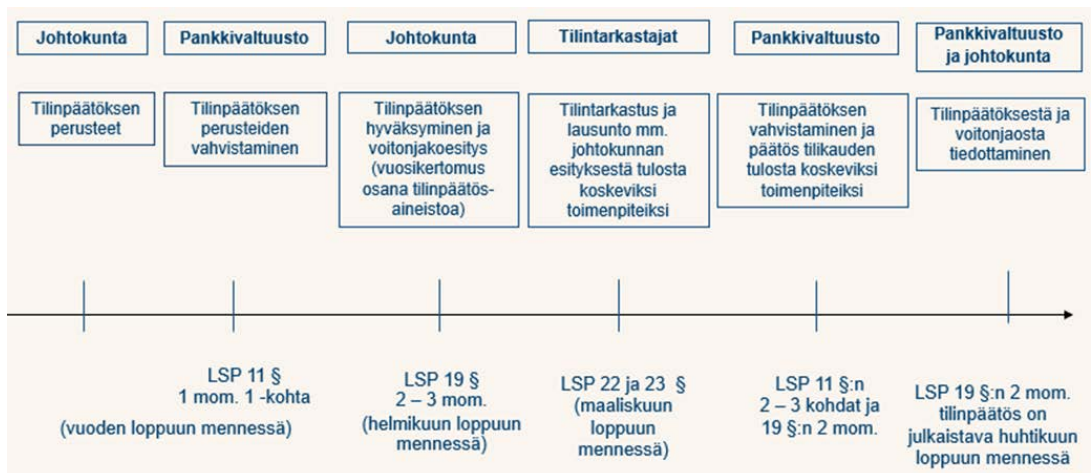 Johtokunta
Pankkivaltuusto
Johtokunta
Tilintarkastajat
Pankkivaltuusto
Pankkivaltuusto
ja johtokunta
Tilinpäätöksen
perusteet
Tilinpäätöksen
perusteiden
vahvistaminen
Tilinpäätöksen
hyväksyminen ja
voitonjakoesitys
(vuosikertomus
osana tilinpäätös-
aineistoa)
Tilintarkastus ja
lausunto mm.
johtokunnan
esityksestä tulosta
koskeviksi
toimenpiteiksi
Tilinpäätöksen
vahvistaminen ja
päätös tilikauden
tulosta koskeviksi
toimenpiteiksi
Tilinpäätöksestä ja
voitonjaosta
tiedottaminen
LSP 11 §
1 mom. 1 -kohta
(vuoden loppuun mennessä)
LSP 19 §
2 – 3 mom.
(helmikuun loppuun
mennessä)
LSP 22 ja 23 §
(maaliskuun
loppuun
mennessä)
LSP 11 §:n
2 – 3 kohdat ja
19 §:n 2 mom.
LSP 19 §:n 2 mom.
tilinpäätös on
julkaistava huhtikuun
loppuun mennessä